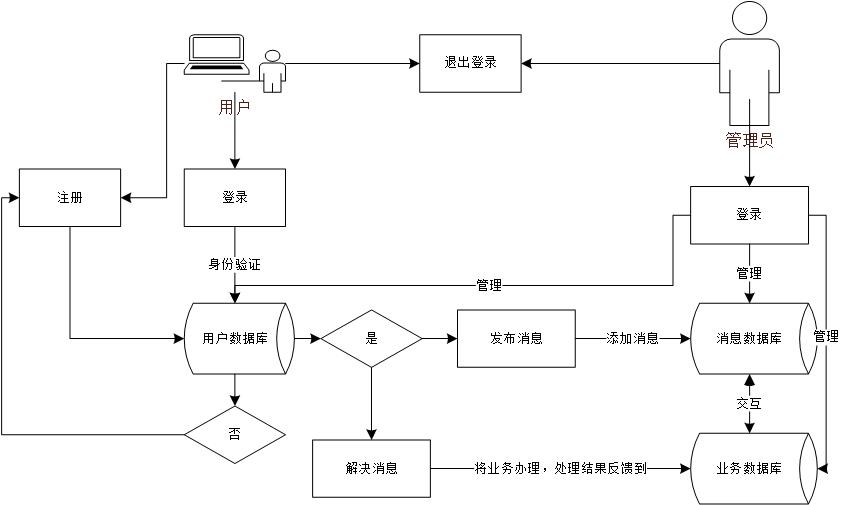 退出登录
用户
管理员
注册
登录
登录
身份验证
管理
管理
用户数据库
是
发布消息
添加消息
消息数据库
管理
交互
否
解决消息
将业务办理，处理结果反馈到
业务数据库